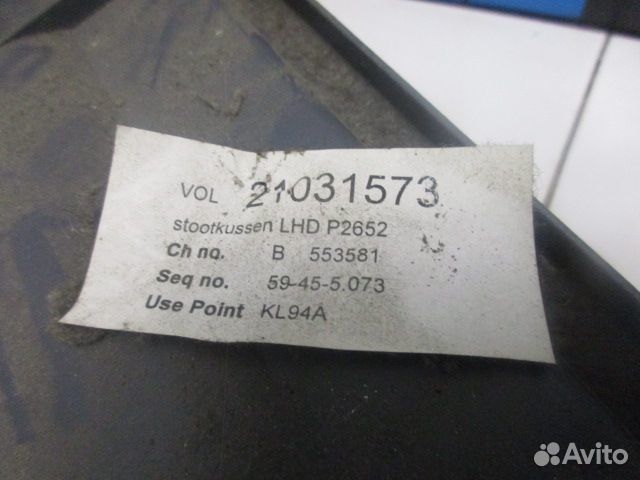 VOL 21031573
stootkussen LHD P2652
Ch no. B 553581
Seq no. 59-45-5.073
Use Point KL94A
Avito